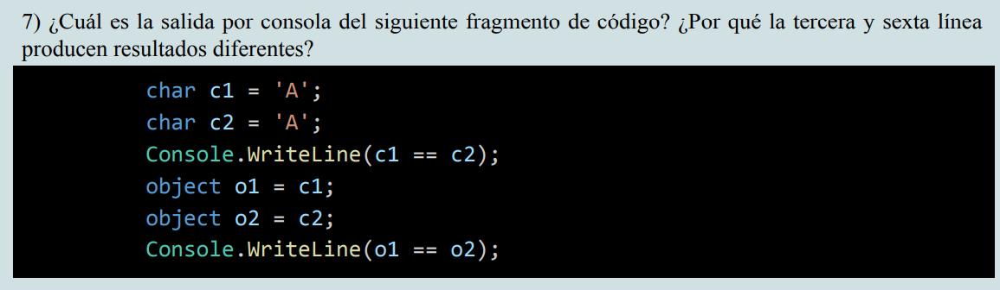 7) ¿Cuál es la salida por consola del siguiente fragmento de código? ¿Por qué la tercera y sexta línea
producen resultados diferentes?
char c1 = 'A';
char c2 = 'A';
Console.WriteLine(c1 == c2);
object o1 = c1;
object o2 = c2;
Console.WriteLine(o1 == o2);